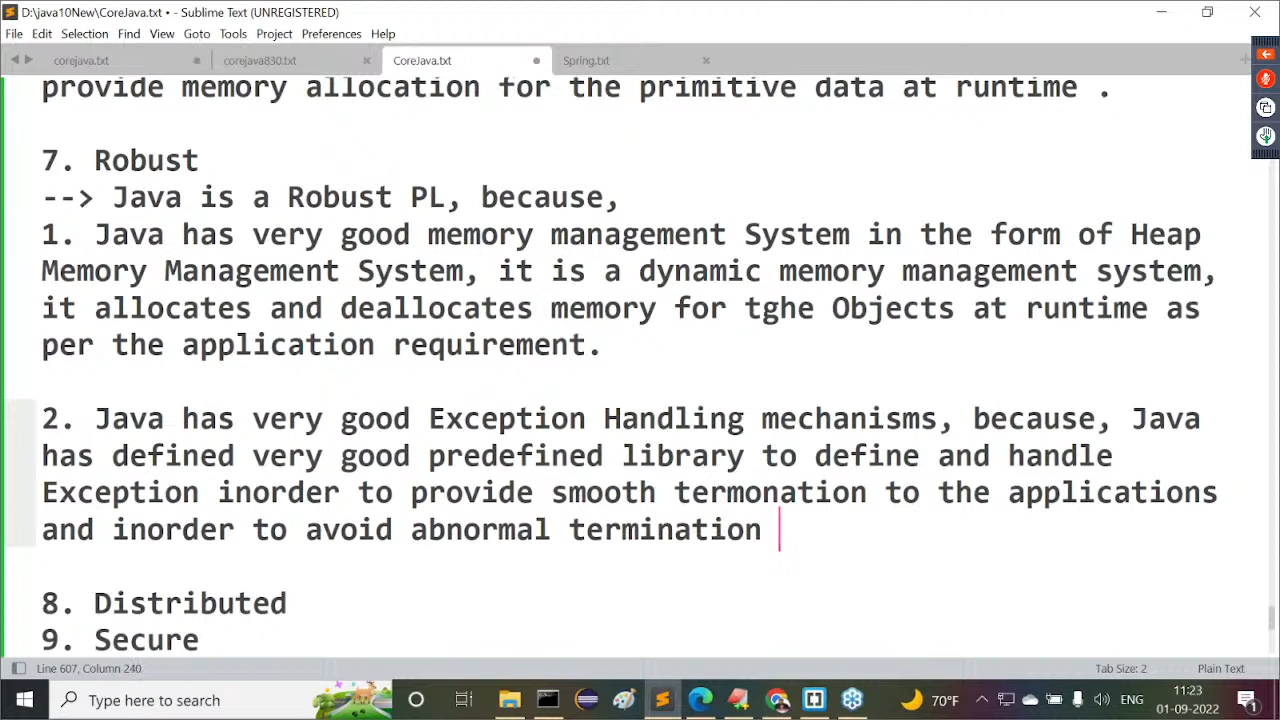 D:\java10New\CoreJava.txt • - Sublime Text (UNREGISTERED)
File Edit Selection Find View Goto Tools Project Preferences Help
corejava.txt corejava830.txt CoreJava.txt Spring.txt
provide memory allocation for the primitive data at runtime .
7. Robust
--> Java is a Robust PL, because,
1. Java has very good memory management System in the form of Heap
Memory Management System, it is a dynamic memory management system,
it allocates and deallocates memory for tghe Objects at runtime as
per the application requirement.
2. Java has very good Exception Handling mechanisms, because, Java
has defined very good predefined library to define and handle
Exception inorder to provide smooth termonation to the applications
and inorder to avoid abnormal termination
8. Distributed
9. Secure
Line 607, Column 240 Tab Size: 2 Plain Text
Type here to search 70°F ENG 11:23
01-09-2022 1